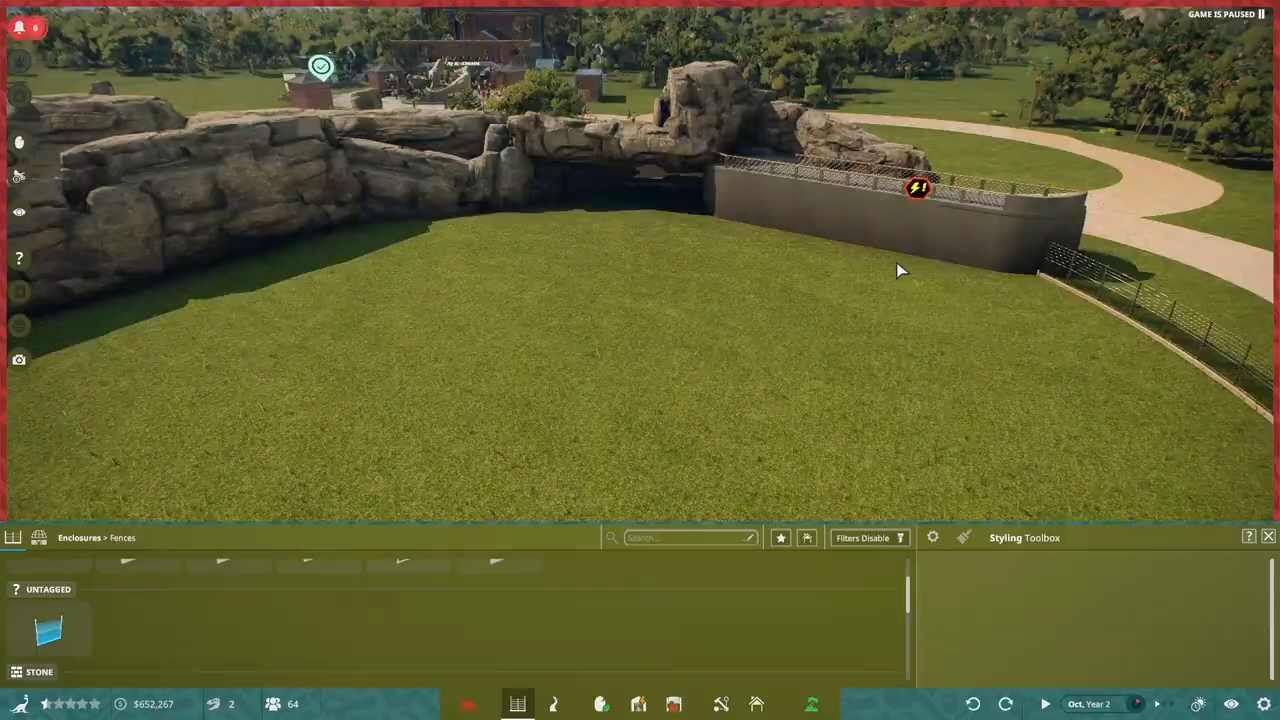 6
GAME IS PAUSED
?
Enclosures > Fences
Search...
Filters Disable
Styling Toolbox
?
? UNTAGGED
STONE
$652,267
2
64
Oct, Year 2